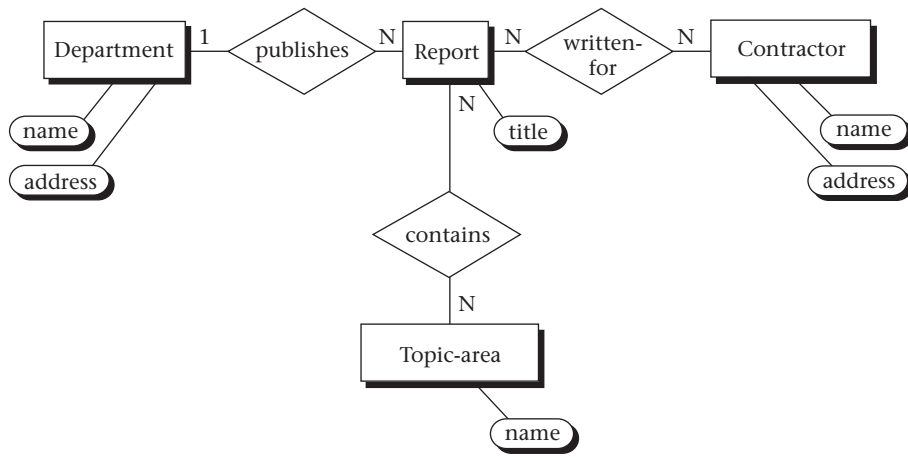 Department
1
publishes
N
Report
N
written-
for
N
Contractor
name
address
N
title
name
address
contains
N
Topic-area
name